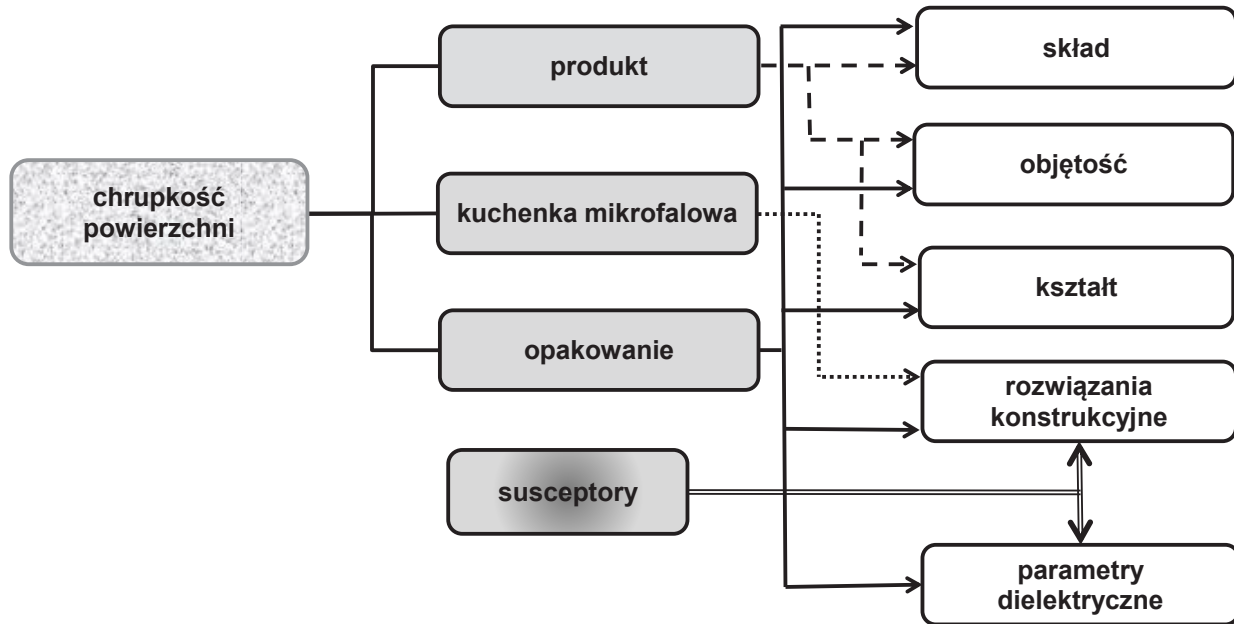 chrupkość
powierzchni
produkt
kuchenka mikrofalowa
opakowanie
susceptory
skład
objętość
kształt
rozwiązania
konstrukcyjne
parametry
dielektryczne